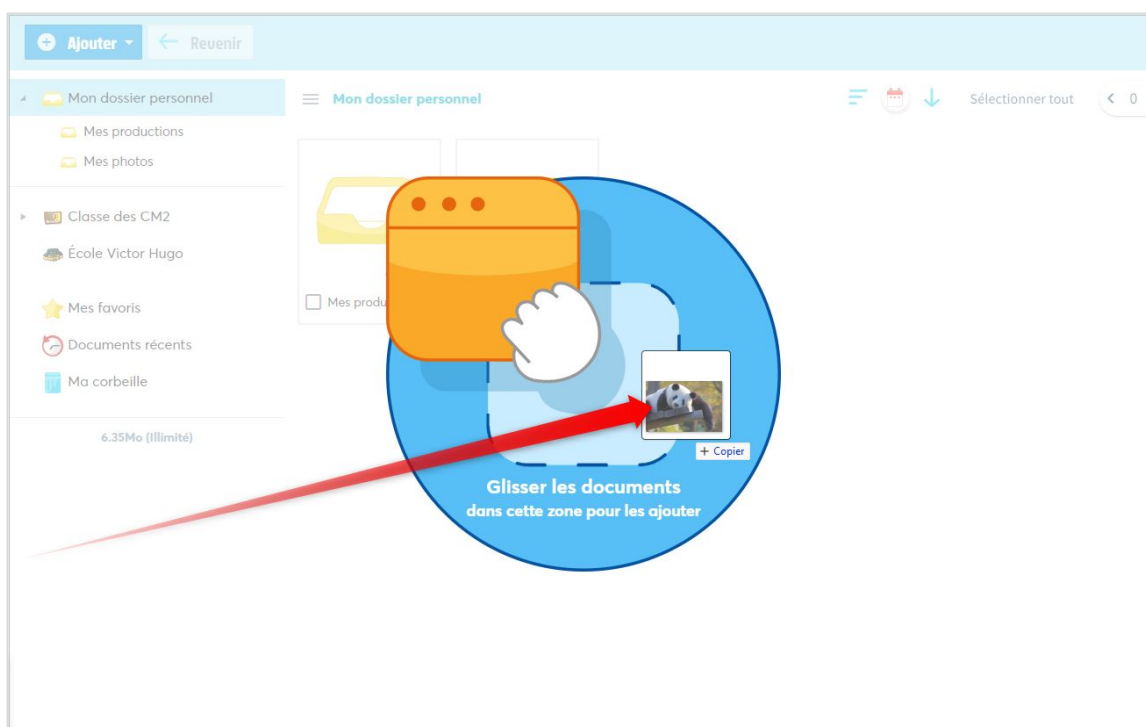 Ajouter
Revenir
Mon dossier personnel
Mes productions
Mes photos
Classe des CM2
École Victor Hugo
Mes favoris
Documents récents
Ma corbeille
6.35Mo (Illimité)
Mon dossier personnel
Sélectionner tout
0
Mes produ
+ Copier
Glisser les documents
dans cette zone pour les ajouter